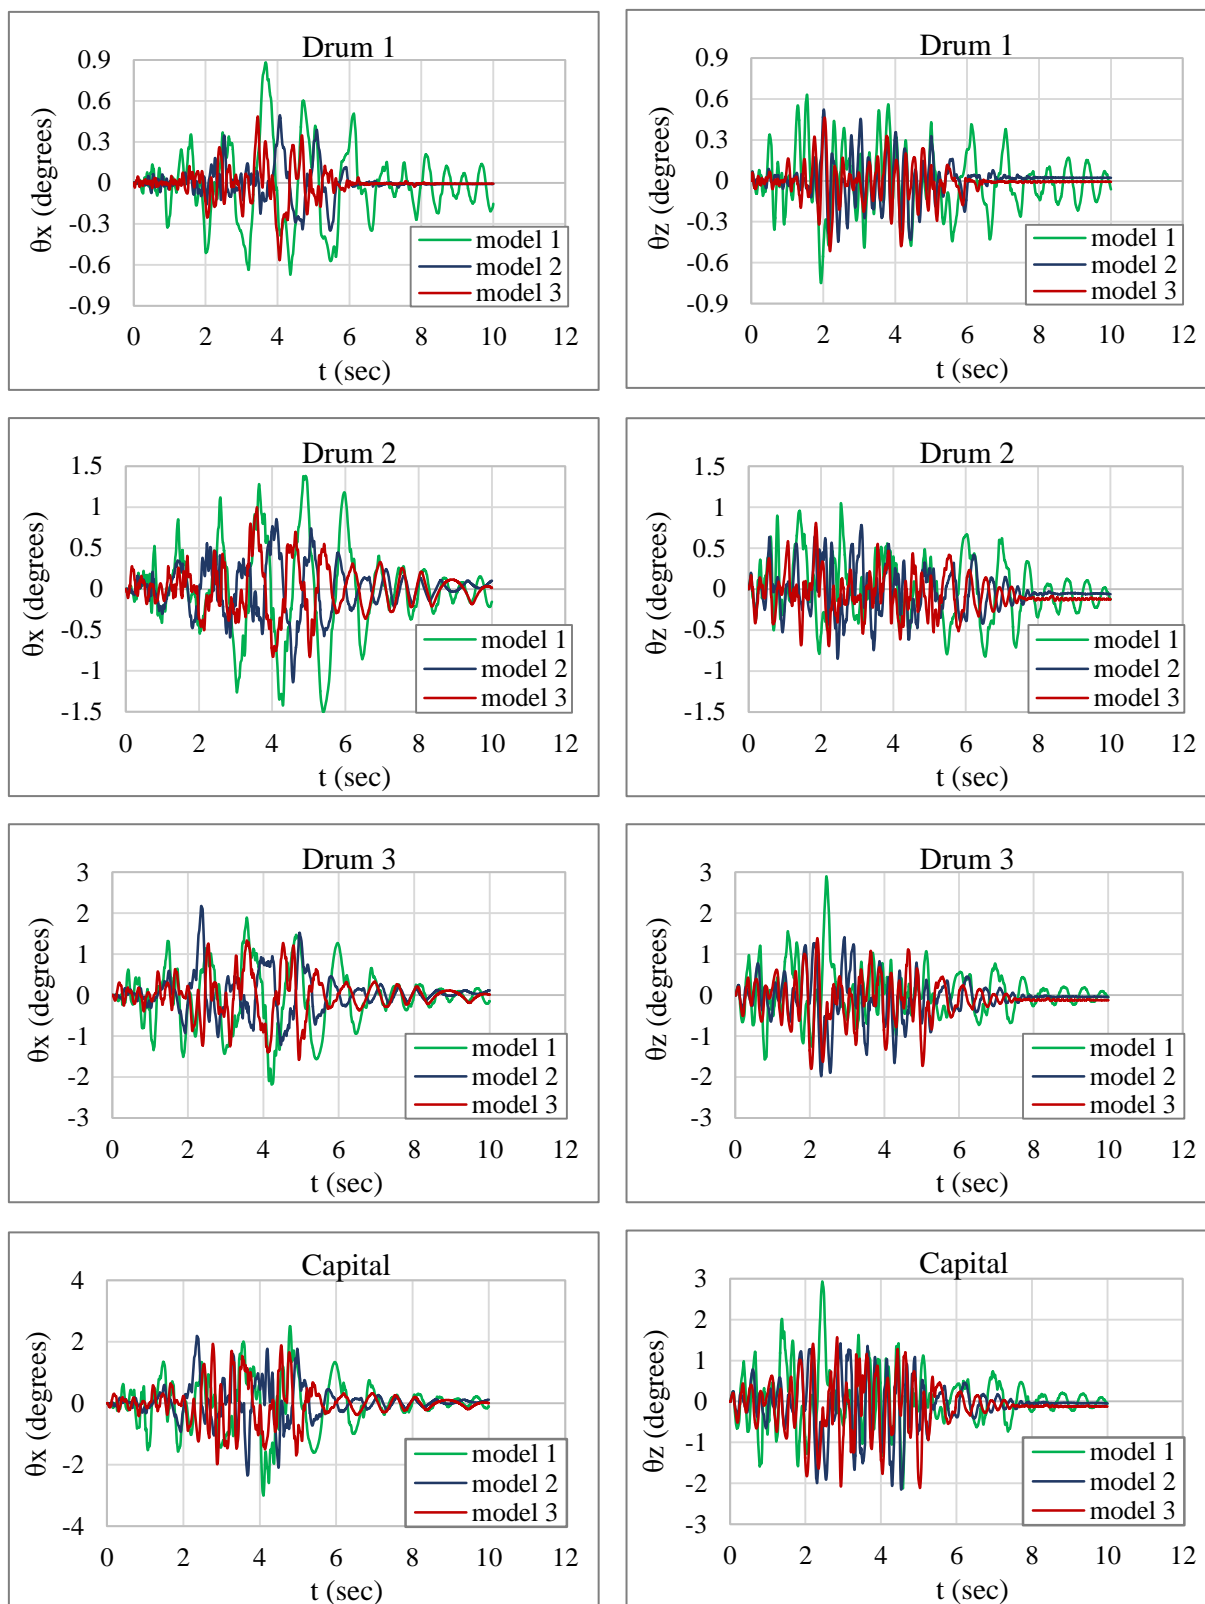 Drum 1
0.9
0.6
0.3
0
-0.3
-0.6
-0.9
θx (degrees)
model 1
model 2
model 3
0 2 4 6 8 10 12
t (sec)
Drum 1
0.9
0.6
0.3
0
-0.3
-0.6
-0.9
θz (degrees)
model 1
model 2
model 3
0 2 4 6 8 10 12
t (sec)
Drum 2
1.5
1
0.5
0
-0.5
-1
-1.5
θx (degrees)
model 1
model 2
model 3
0 2 4 6 8 10 12
t (sec)
Drum 2
1.5
1
0.5
0
-0.5
-1
-1.5
θz (degrees)
model 1
model 2
model 3
0 2 4 6 8 10 12
t (sec)
Drum 3
3
2
1
0
-1
-2
-3
θx (degrees)
model 1
model 2
model 3
0 2 4 6 8 10 12
t (sec)
Drum 3
3
2
1
0
-1
-2
-3
θz (degrees)
model 1
model 2
model 3
0 2 4 6 8 10 12
t (sec)
Capital
4
2
0
-2
-4
θx (degrees)
model 1
model 2
model 3
0 2 4 6 8 10 12
t (sec)
Capital
3
2
1
0
-1
-2
-3
θz (degrees)
model 1
model 2
model 3
0 2 4 6 8 10 12
t (sec)